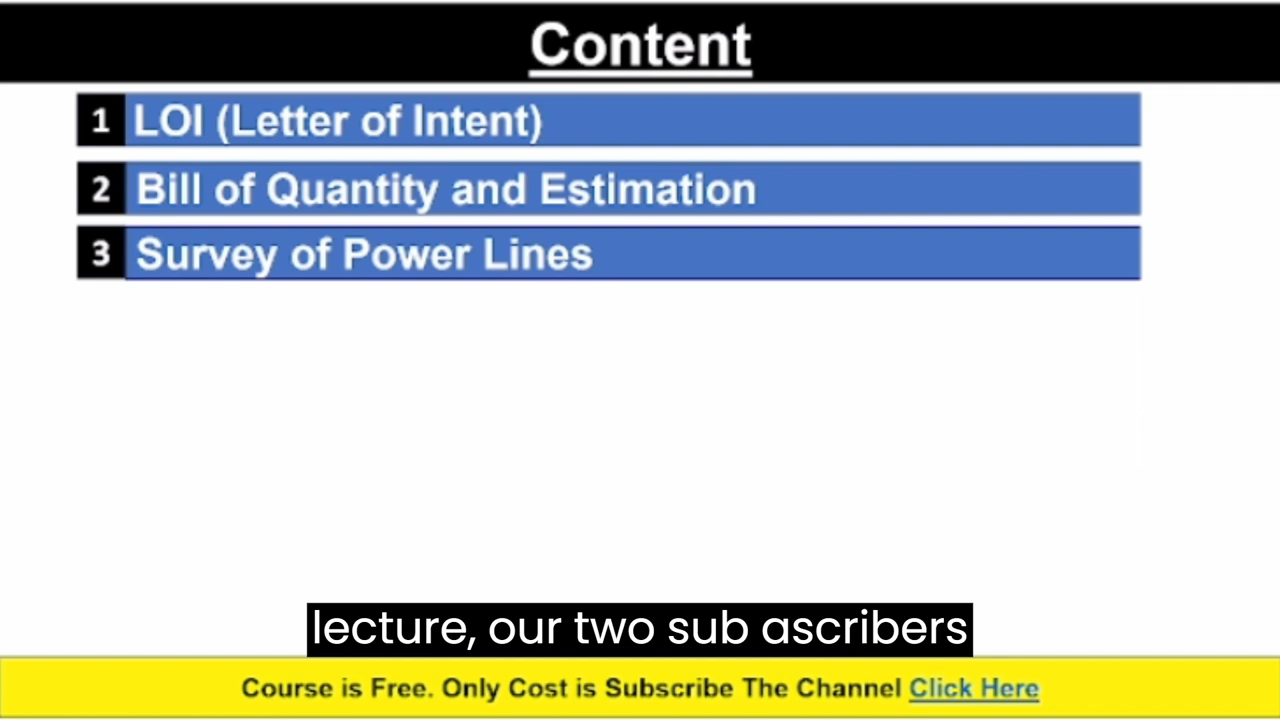 Content
1 LOI (Letter of Intent)
2 Bill of Quantity and Estimation
3 Survey of Power Lines
lecture, our two sub ascribers
Course is Free. Only Cost is Subscribe The Channel Click Here